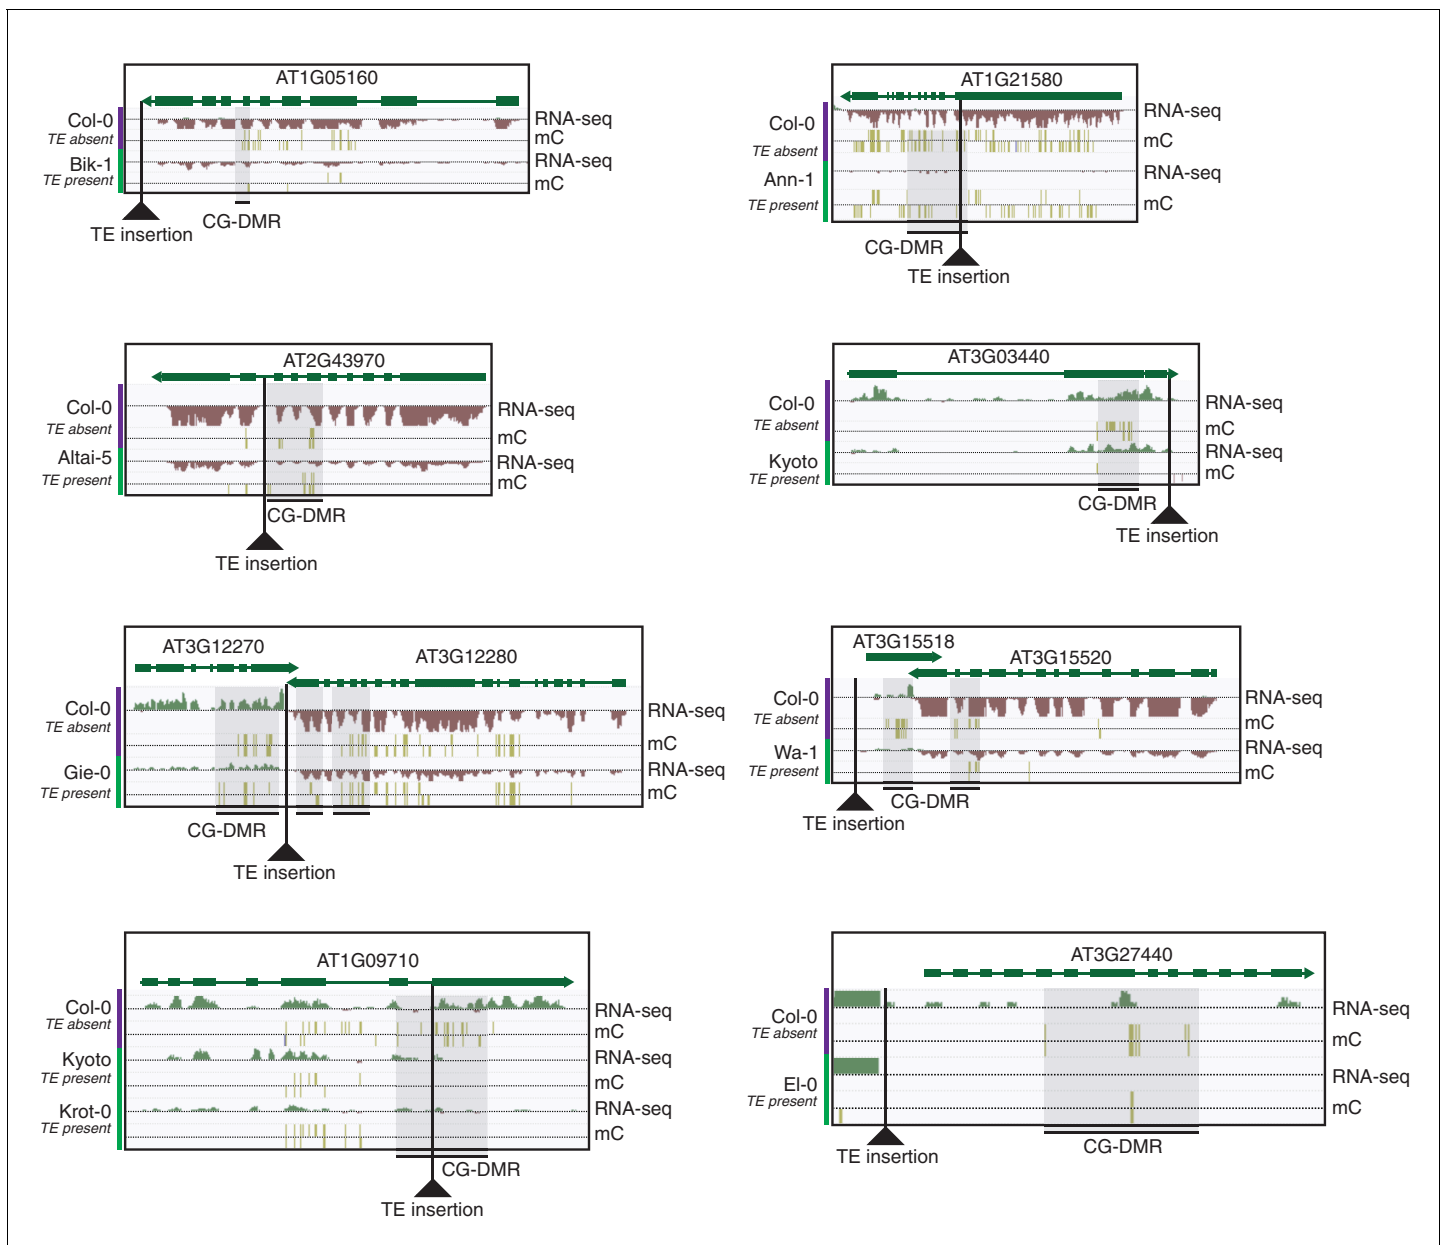 AT1G05160
Col-0
TE absent
RNA-seq
mC
Bik-1
TE present
RNA-seq
mC
CG-DMR
TE insertion
AT1G21580
Col-0
TE absent
RNA-seq
mC
Ann-1
TE present
RNA-seq
mC
CG-DMR
TE insertion
AT2G43970
Col-0
TE absent
RNA-seq
mC
Altai-5
TE present
RNA-seq
mC
CG-DMR
TE insertion
AT3G03440
Col-0
TE absent
RNA-seq
mC
Kyoto
TE present
RNA-seq
mC
CG-DMR
TE insertion
AT3G12270
AT3G12280
Col-0
TE absent
RNA-seq
mC
Gie-0
TE present
RNA-seq
mC
CG-DMR
TE insertion
AT3G15518
AT3G15520
Col-0
TE absent
RNA-seq
mC
Wa-1
TE present
RNA-seq
mC
CG-DMR
TE insertion
AT1G09710
Col-0
TE absent
RNA-seq
mC
Kyoto
TE present
RNA-seq
mC
Krot-0
TE present
RNA-seq
mC
CG-DMR
TE insertion
AT3G27440
Col-0
TE absent
RNA-seq
mC
El-0
TE present
RNA-seq
mC
CG-DMR
TE insertion